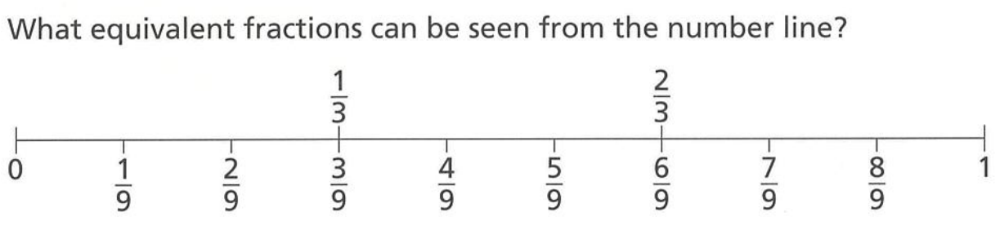 What equivalent fractions can be seen from the number line?
1/3 2/3
0 1/9 2/9 3/9 4/9 5/9 6/9 7/9 8/9 1